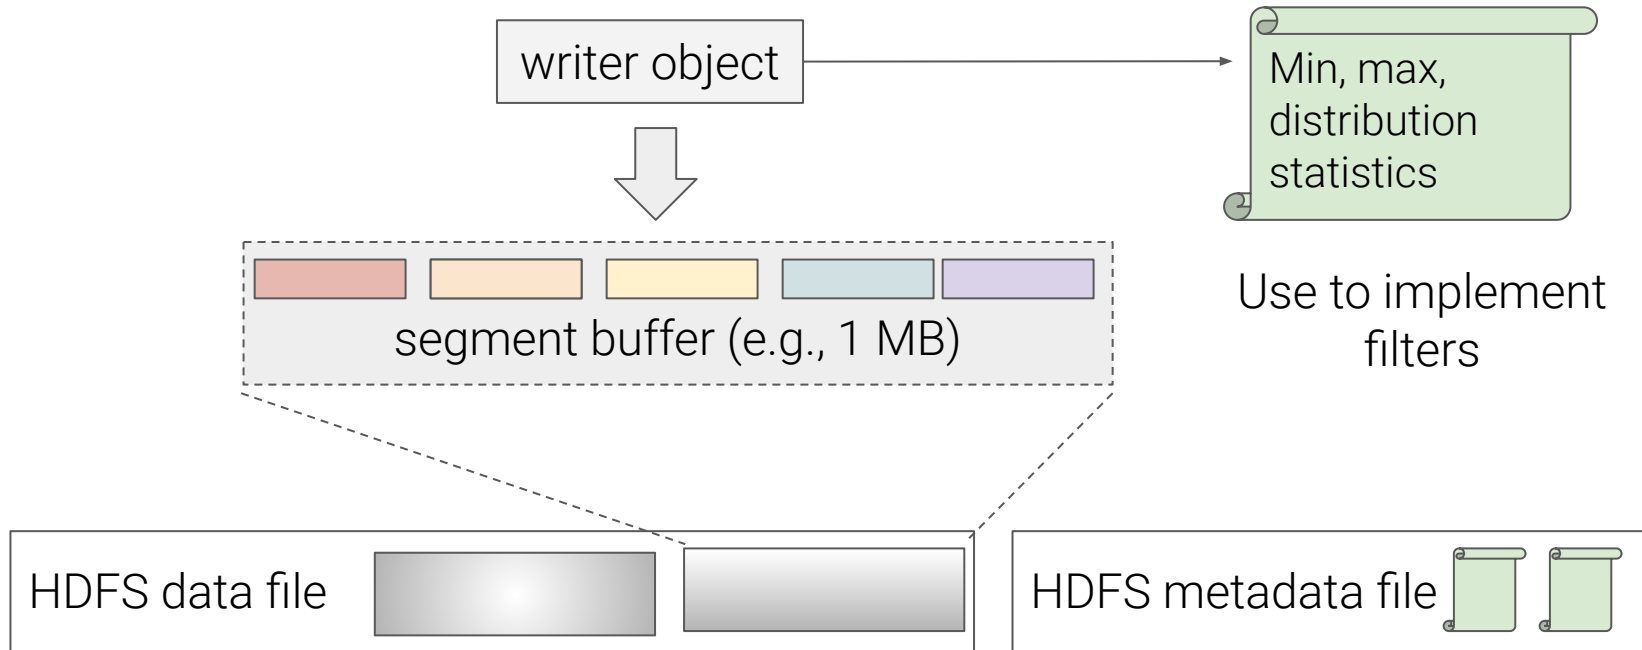 writer object
Min, max,
distribution
statistics
segment buffer (e.g., 1 MB)
Use to implement
filters
HDFS data file
HDFS metadata file